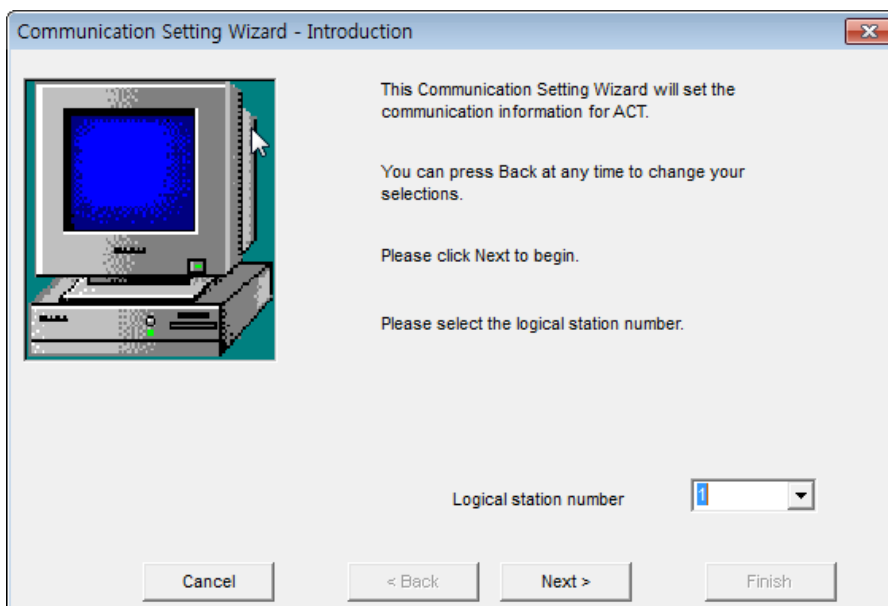 Communication Setting Wizard - Introduction
This Communication Setting Wizard will set the
communication information for ACT.
You can press Back at any time to change your
selections.
Please click Next to begin.
Please select the logical station number.
Logical station number 1
Cancel < Back Next > Finish